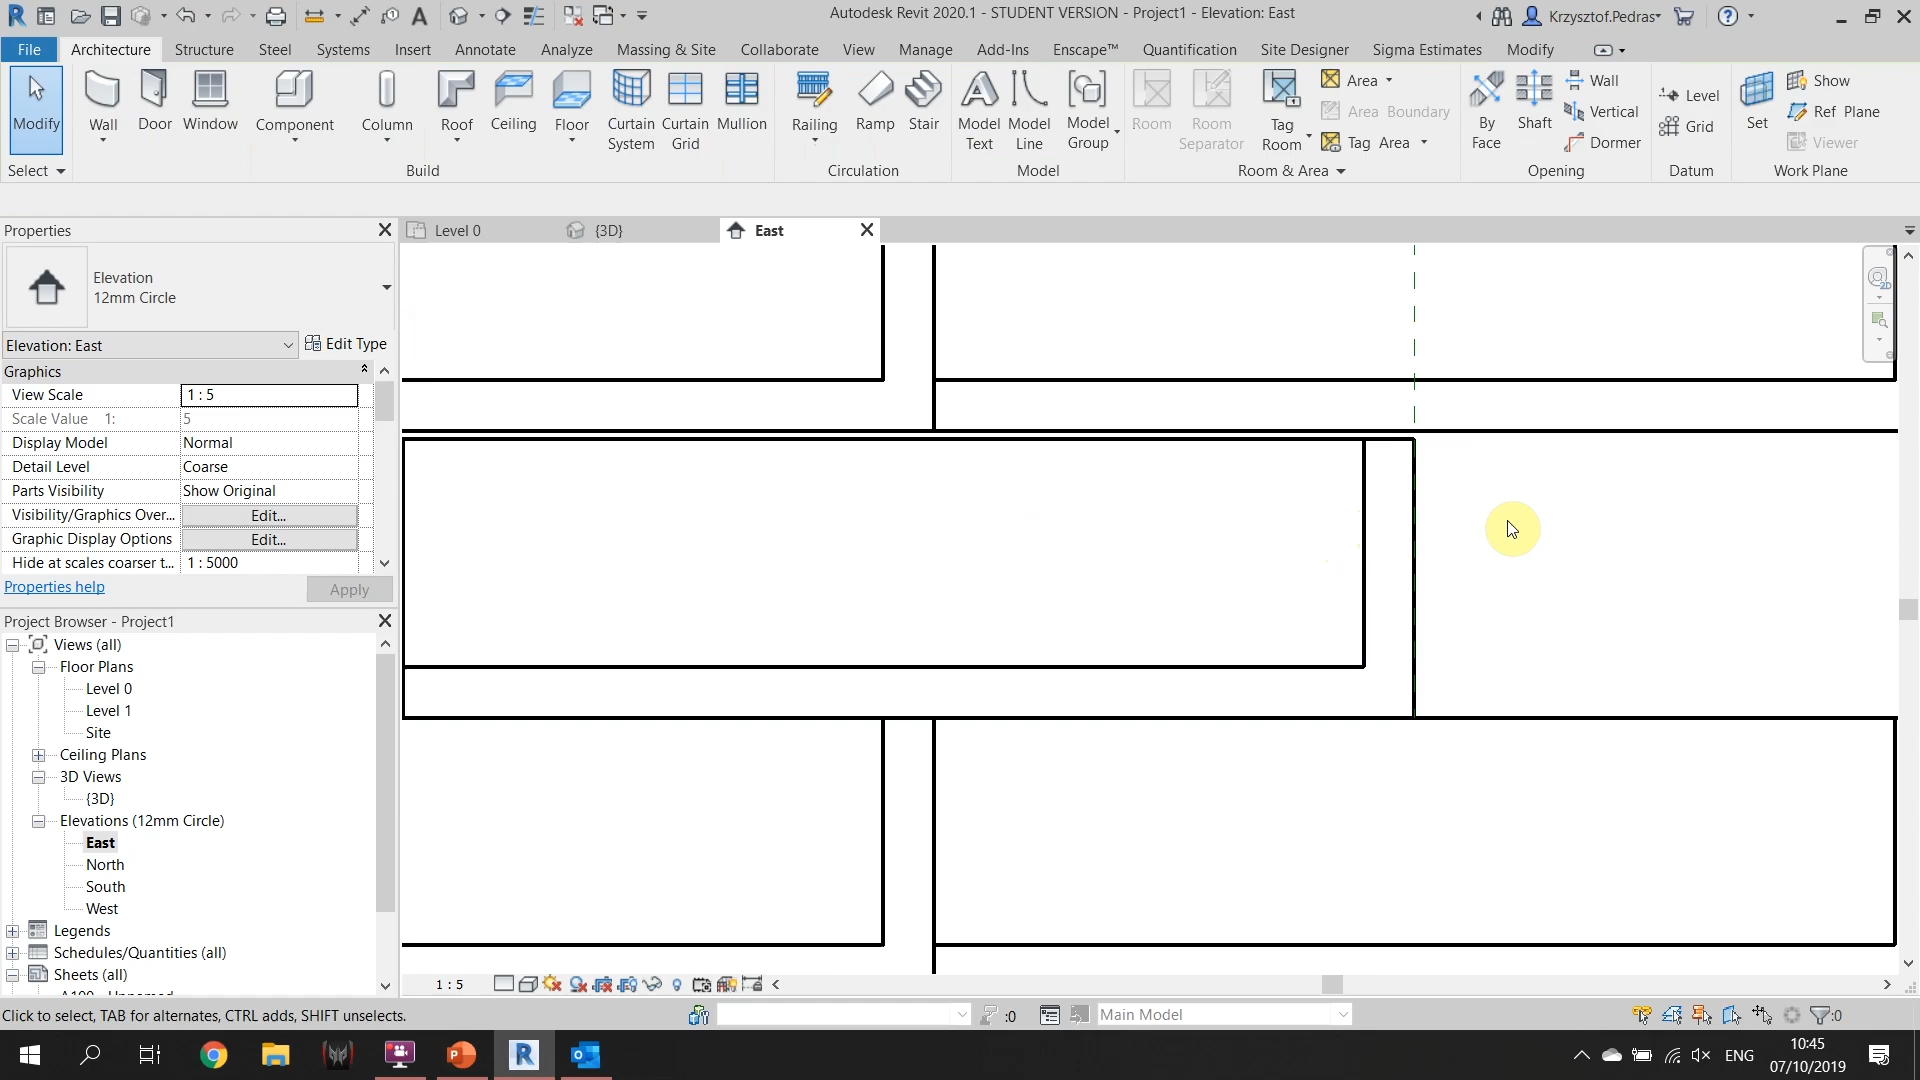 Autodesk Revit 2020.1 - STUDENT VERSION - Project1 - Elevation: East
Krzysztof.Pedras
File Architecture Structure Steel Systems Insert Annotate Analyze Massing & Site Collaborate View Manage Add-Ins Enscape™ Quantification Site Designer Sigma Estimates Modify
Modify
Wall
Door
Window
Component
Column
Roof
Ceiling
Floor
Curtain System
Curtain Grid
Mullion
Railing
Ramp
Stair
Model Text
Model Line
Model Group
Room
Room Separator
Tag Room
Area
Area Boundary
Tag Area
By Face
Shaft
Wall
Vertical
Dormer
Level
Grid
Set
Show
Ref Plane
Viewer
Select Build Circulation Model Room & Area Opening Datum Work Plane
Properties
Level 0 {3D} East
Elevation
12mm Circle
Elevation: East Edit Type
Graphics
View Scale 1 : 5
Scale Value 1: 5
Display Model Normal
Detail Level Coarse
Parts Visibility Show Original
Visibility/Graphics Over... Edit...
Graphic Display Options Edit...
Hide at scales coarser t... 1 : 5000
Properties help Apply
Project Browser - Project1
Views (all)
Floor Plans
Level 0
Level 1
Site
Ceiling Plans
3D Views
{3D}
Elevations (12mm Circle)
East
North
South
West
Legends
Schedules/Quantities (all)
Sheets (all)
1 : 5
Click to select, TAB for alternates, CTRL adds, SHIFT unselects.
:0
Main Model
:0
ENG
10:45
07/10/2019